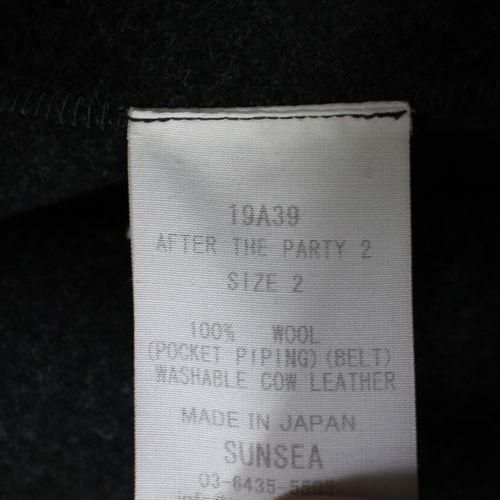 19A39
AFTER THE PARTY 2
SIZE 2
100% WOOL
(POCKET PIPING)(BELT)
WASHABLE COW LEATHER
MADE IN JAPAN
SUNSEA
03-6435-5505